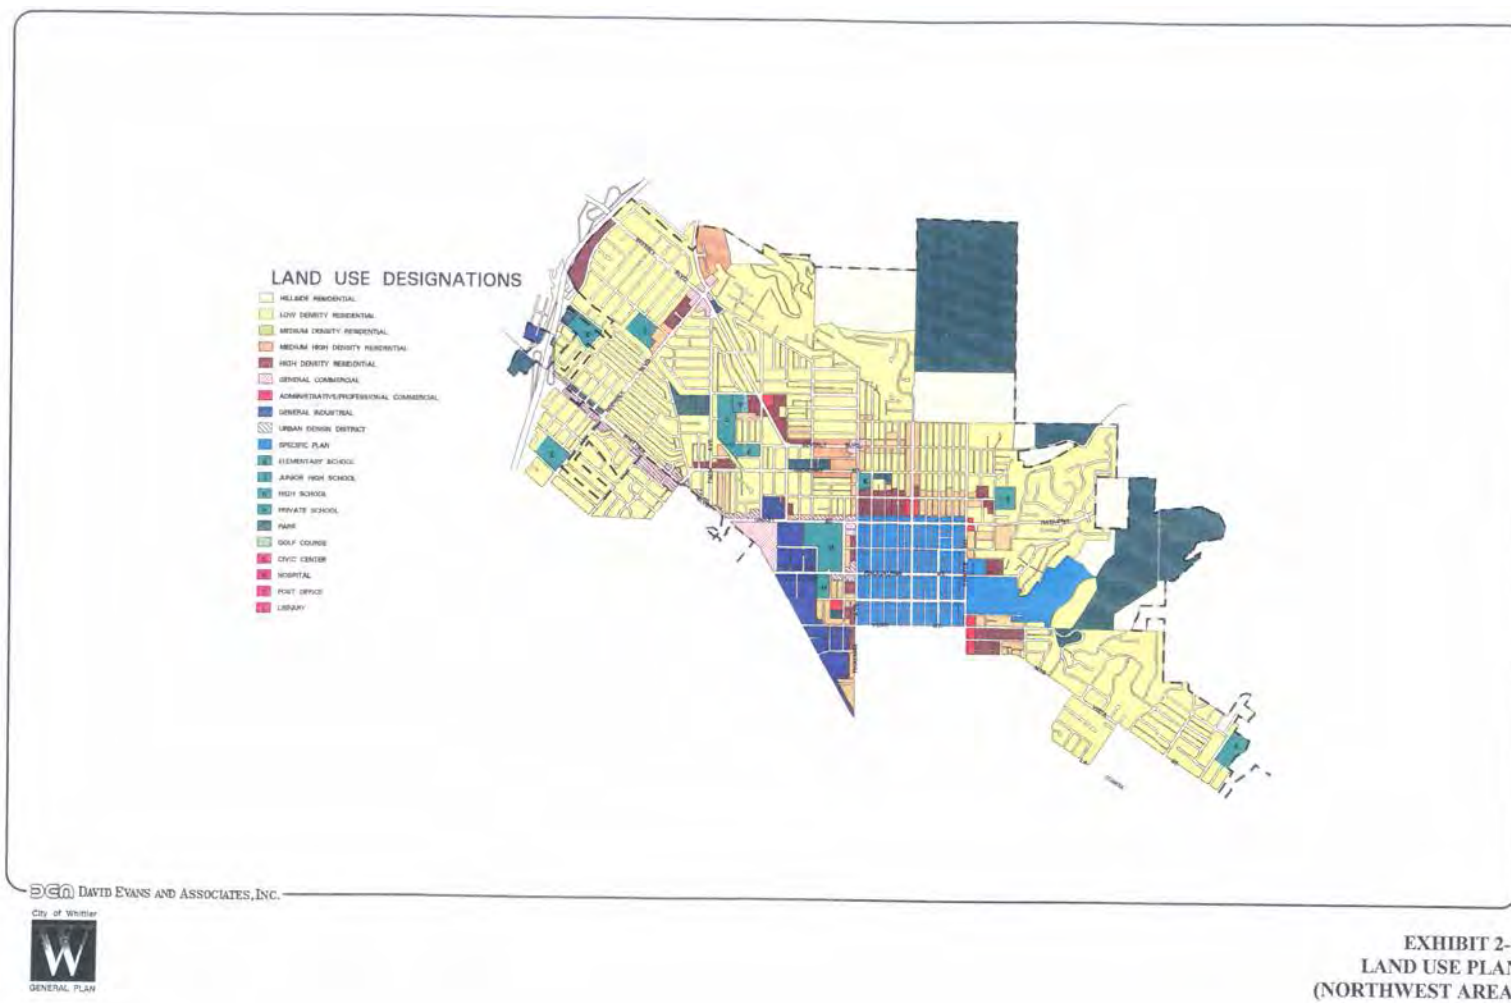 LAND USE DESIGNATIONS
HILLSIDE RESIDENTIAL
LOW DENSITY RESIDENTIAL
MEDIUM DENSITY RESIDENTIAL
MEDIUM HIGH DENSITY RESIDENTIAL
HIGH DENSITY RESIDENTIAL
GENERAL COMMERCIAL
ADMINISTRATIVE/PROFESSIONAL COMMERCIAL
GENERAL INDUSTRIAL
URBAN DESIGN DISTRICT
SPECIFIC PLAN
ELEMENTARY SCHOOL
JUNIOR HIGH SCHOOL
HIGH SCHOOL
PRIVATE SCHOOL
PARK
GOLF COURSE
CIVIC CENTER
HOSPITAL
POST OFFICE
LIBRARY
BLVD
DAVID EVANS AND ASSOCIATES, INC.
City of Whittier
W
GENERAL PLAN
EXHIBIT 2-
LAND USE PLAN
(NORTHWEST AREA